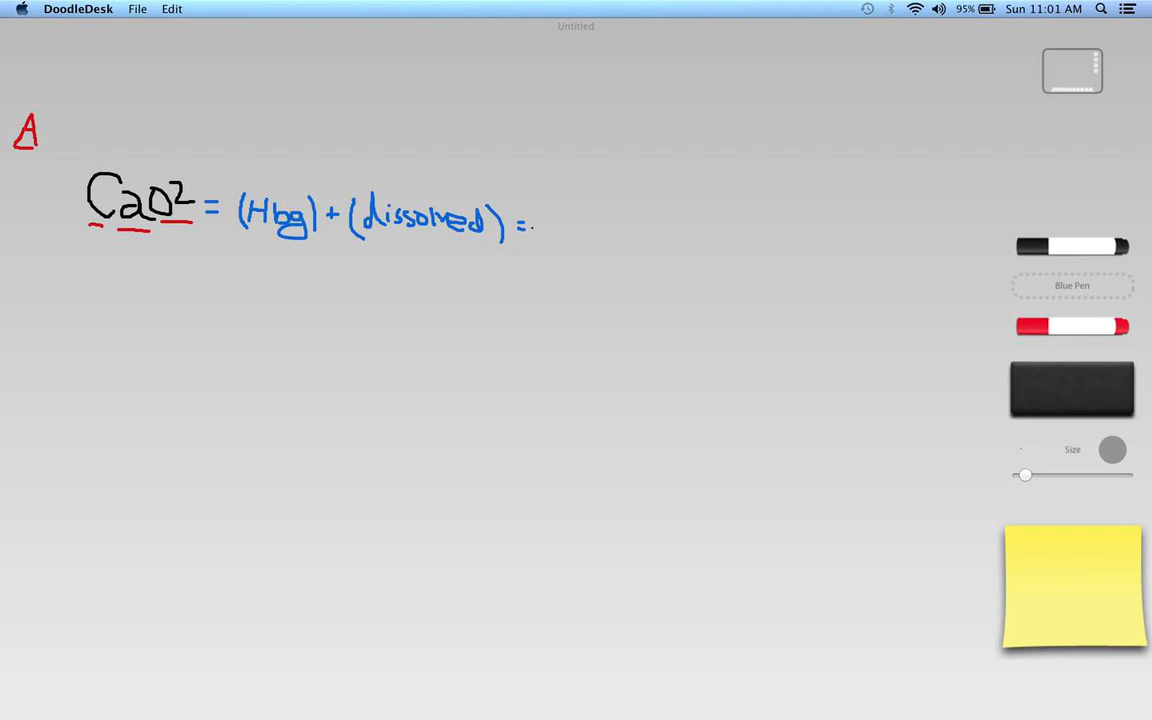 DoodleDesk File Edit 95% Sun 11:01 AM
Untitled
A
CaO2 = (Hbg) + (dissolved) =
Blue Pen
Size